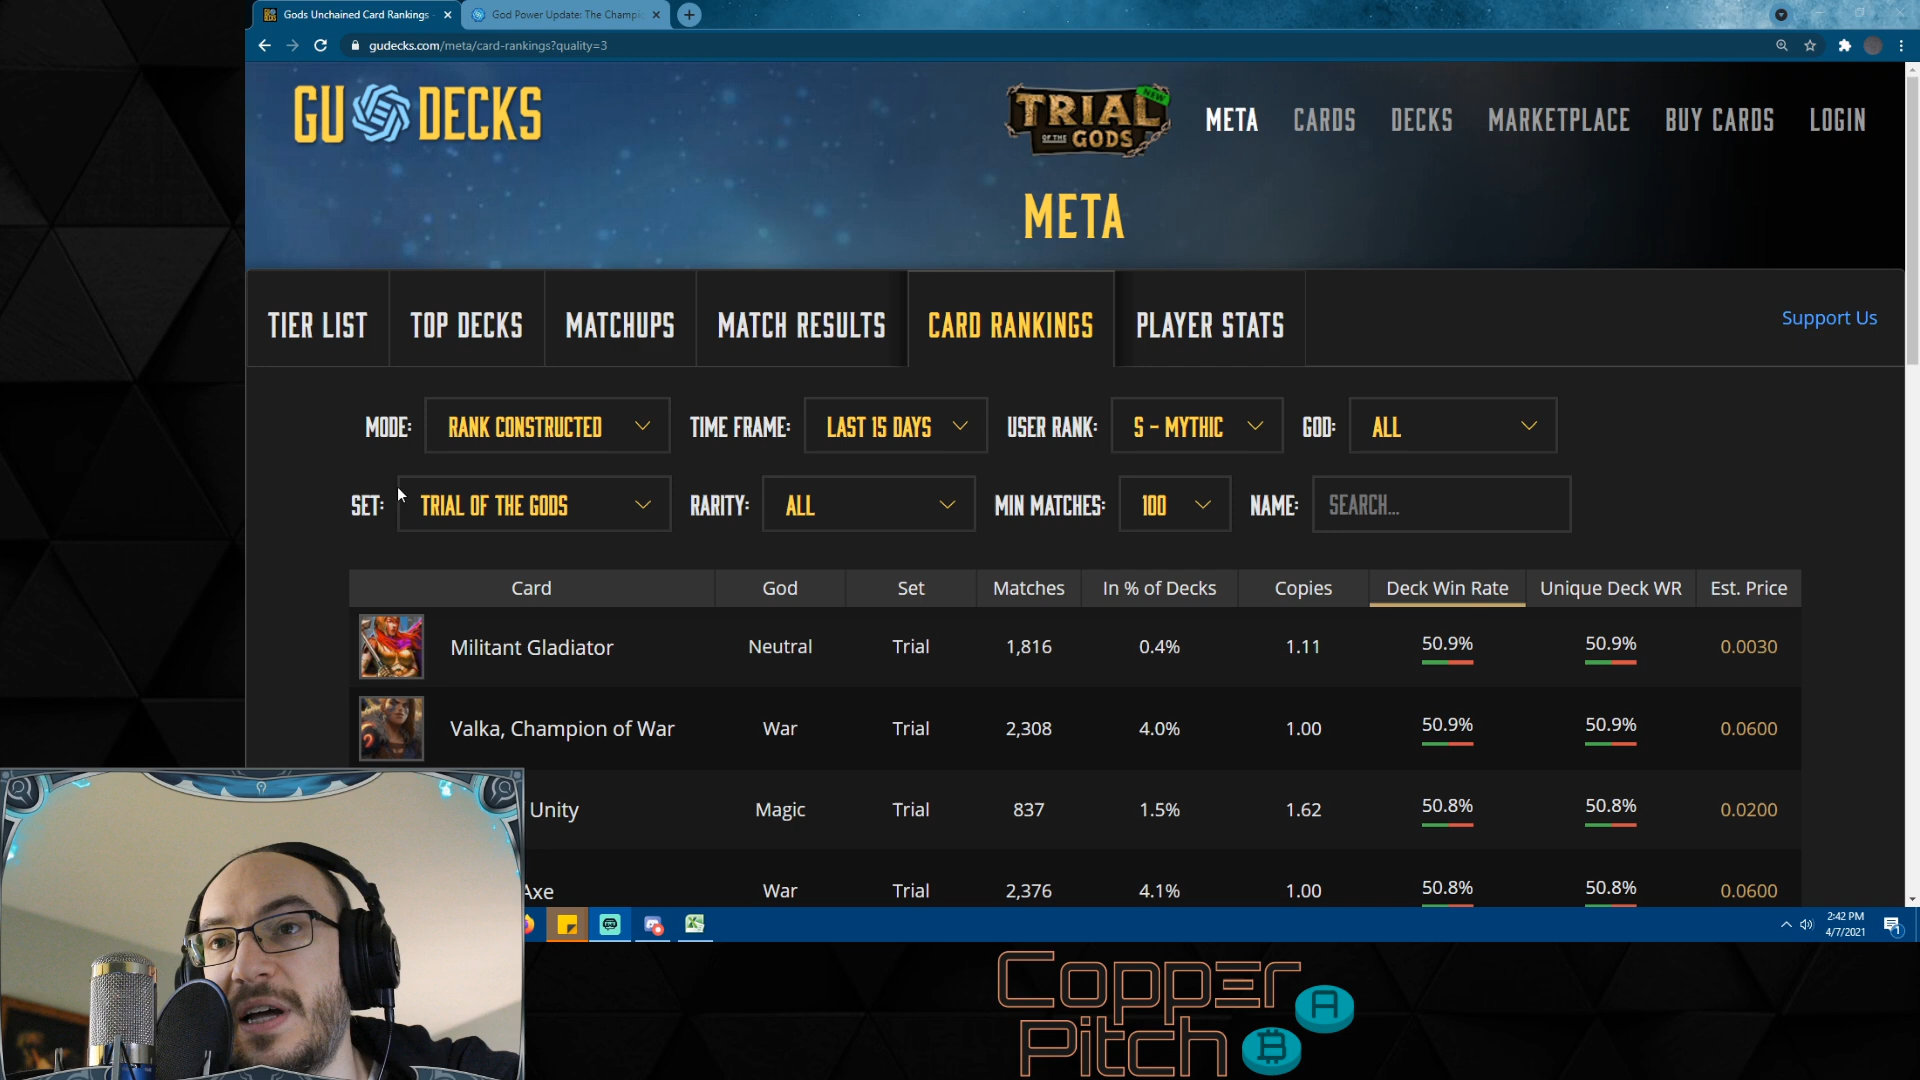 Gods Unchained Card Rankings
God Power Update: The Champi
gudecks.com/meta/card-rankings?quality=3
GU DECKS
TRIAL OF THE GODS NEW
META CARDS DECKS MARKETPLACE BUY CARDS LOGIN
META
TIER LIST TOP DECKS MATCHUPS MATCH RESULTS CARD RANKINGS PLAYER STATS Support Us
MODE: RANK CONSTRUCTED TIME FRAME: LAST 15 DAYS USER RANK: S - MYTHIC GOD: ALL
SET: TRIAL OF THE GODS RARITY: ALL MIN MATCHES: 100 NAME: SEARCH...
Card God Set Matches In % of Decks Copies Deck Win Rate Unique Deck WR Est. Price
Militant Gladiator Neutral Trial 1,816 0.4% 1.11 50.9% 50.9% 0.0030
Valka, Champion of War War Trial 2,308 4.0% 1.00 50.9% 50.9% 0.0600
Unity Magic Trial 837 1.5% 1.62 50.8% 50.8% 0.0200
Axe War Trial 2,376 4.1% 1.00 50.8% 50.8% 0.0600
2:42 PM
4/7/2021
1
Copper
Pitch
A
B